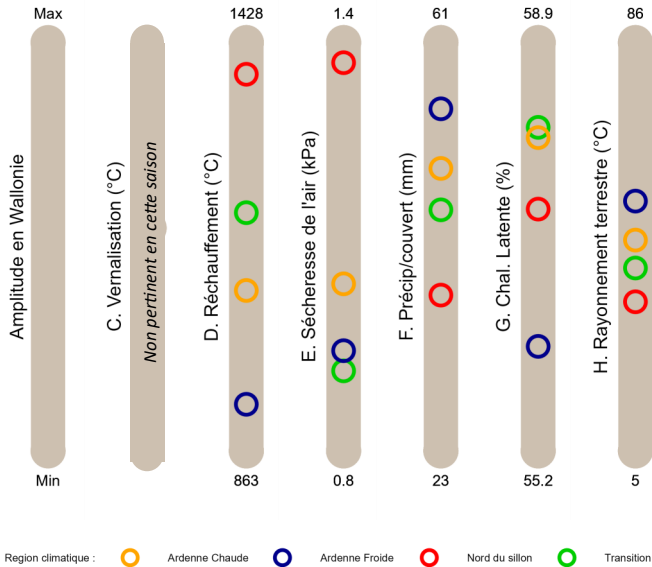 Max
1428
1.4
61
58.9
86
Amplitude en Wallonie
C. Vernalisation (°C)
Non pertinent en cette saison
D. Réchauffement (°C)
E. Sécheresse de l'air (kPa)
F. Précip/couvert (mm)
G. Chal. Latente (%)
H. Rayonnement terrestre (°C)
Min
863
0.8
23
55.2
5
Region climatique :
Ardenne Chaude
Ardenne Froide
Nord du sillon
Transition